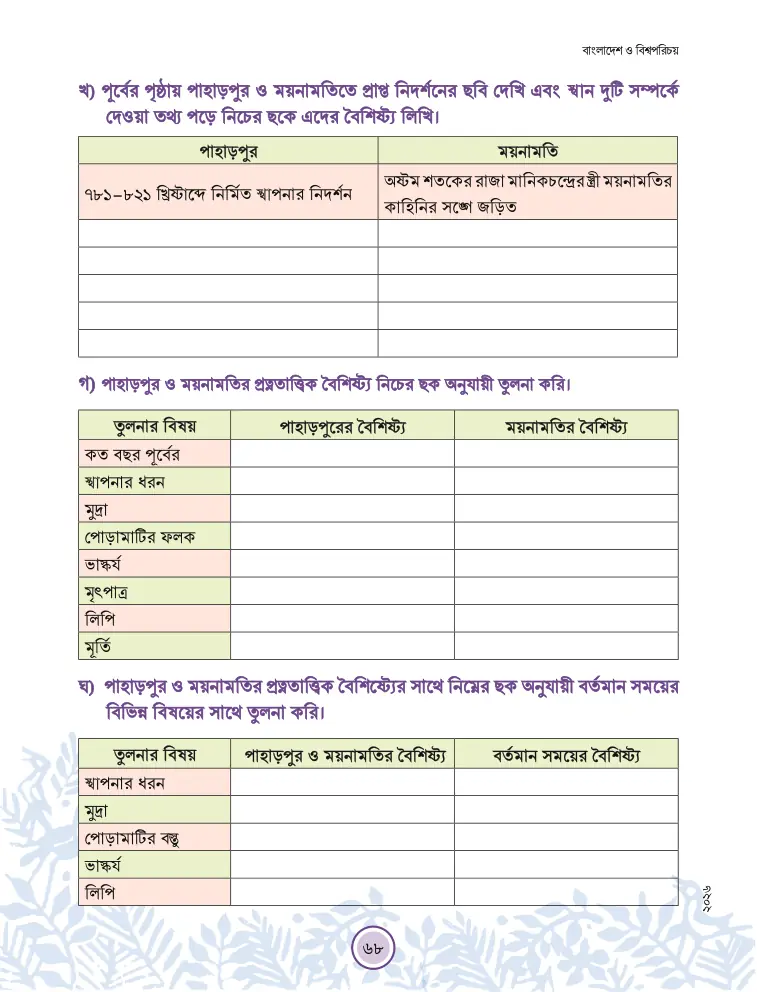 বাংলাদেশ ও বিশ্বপরিচয়
খ) পূর্বের পৃষ্ঠায় পাহাড়পুর ও ময়নামতিতে প্রাপ্ত নিদর্শনের ছবি দেখি এবং স্থান দুটি সম্পর্কে
দেওয়া তথ্য পড়ে নিচের ছকে এদের বৈশিষ্ট্য লিখি।
পাহাড়পুর ময়নামতি
৭৮১–৮২১ খ্রিষ্টাব্দে নির্মিত স্থাপনার নিদর্শন অষ্টম শতকের রাজা মানিকচন্দ্রের স্ত্রী ময়নামতির
কাহিনির সঙ্গে জড়িত
গ) পাহাড়পুর ও ময়নামতির প্রত্নতাত্ত্বিক বৈশিষ্ট্য নিচের ছক অনুযায়ী তুলনা করি।
তুলনার বিষয় পাহাড়পুরের বৈশিষ্ট্য ময়নামতির বৈশিষ্ট্য
কত বছর পূর্বের
স্থাপনার ধরন
মুদ্রা
পোড়ামাটির ফলক
ভাস্কর্য
মৃৎপাত্র
লিপি
মূর্তি
ঘ) পাহাড়পুর ও ময়নামতির প্রত্নতাত্ত্বিক বৈশিষ্ট্যের সাথে নিম্নের ছক অনুযায়ী বর্তমান সময়ের
বিভিন্ন বিষয়ের সাথে তুলনা করি।
তুলনার বিষয় পাহাড়পুর ও ময়নামতির বৈশিষ্ট্য বর্তমান সময়ের বৈশিষ্ট্য
স্থাপনার ধরন
মুদ্রা
পোড়ামাটির বস্তু
ভাস্কর্য
লিপি
২০২৬
৬৮